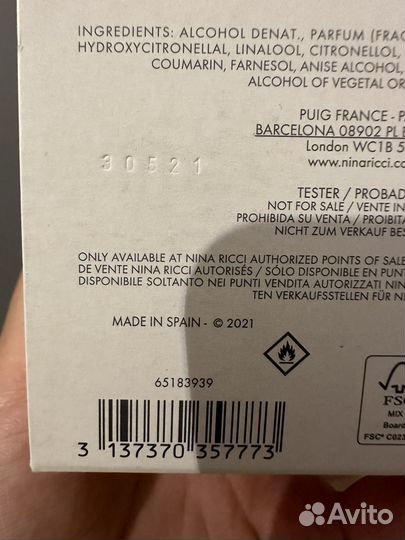 INGREDIENTS: ALCOHOL DENAT., PARFUM (FRAG
HYDROXYCITRONELLAL, LINALOOL, CITRONELLOL,
COUMARIN, FARNESOL, ANISE ALCOHOL,
ALCOHOL OF VEGETAL OR
PUIG FRANCE - PA
BARCELONA 08902 PL E
London WC1B 5
www.ninaricci.c
30521
TESTER / PROBAD
NOT FOR SALE / VENTE IN
PROHIBIDA SU VENTA / PROIBITA
NICHT ZUM VERKAUF BES
ONLY AVAILABLE AT NINA RICCI AUTHORIZED POINTS OF SALE
DE VENTE NINA RICCI AUTORISÉS / SÓLO DISPONIBLE EN PUNT
DISPONIBILE SOLTANTO NEI PUNTI VENDITA AUTORIZZATI NINA
TEN VERKAUFSSTELLEN FÜR NI
MADE IN SPAIN - © 2021
65183939
3 137370 357773
FSC
MIX
Board
FSC® C023
Avito